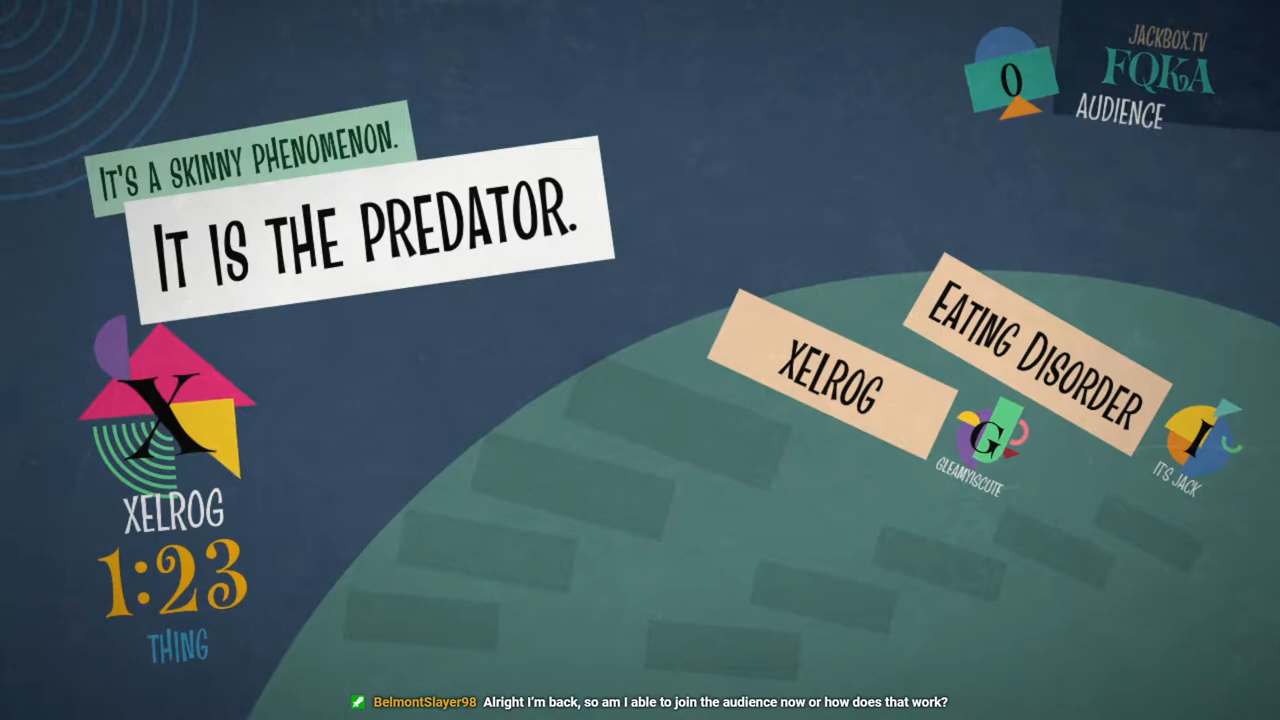 JACKBOX.TV
FQKA
0
AUDIENCE
IT'S A SKINNY PHENOMENON.
IT IS THE PREDATOR.
EATING DISORDER
XELROG
G
GLEAMYISCUTE
I
IT'S JACK
X
XELROG
1:23
THING
BelmontSlayer98 Alright I'm back, so am I able to join the audience now or how does that work?